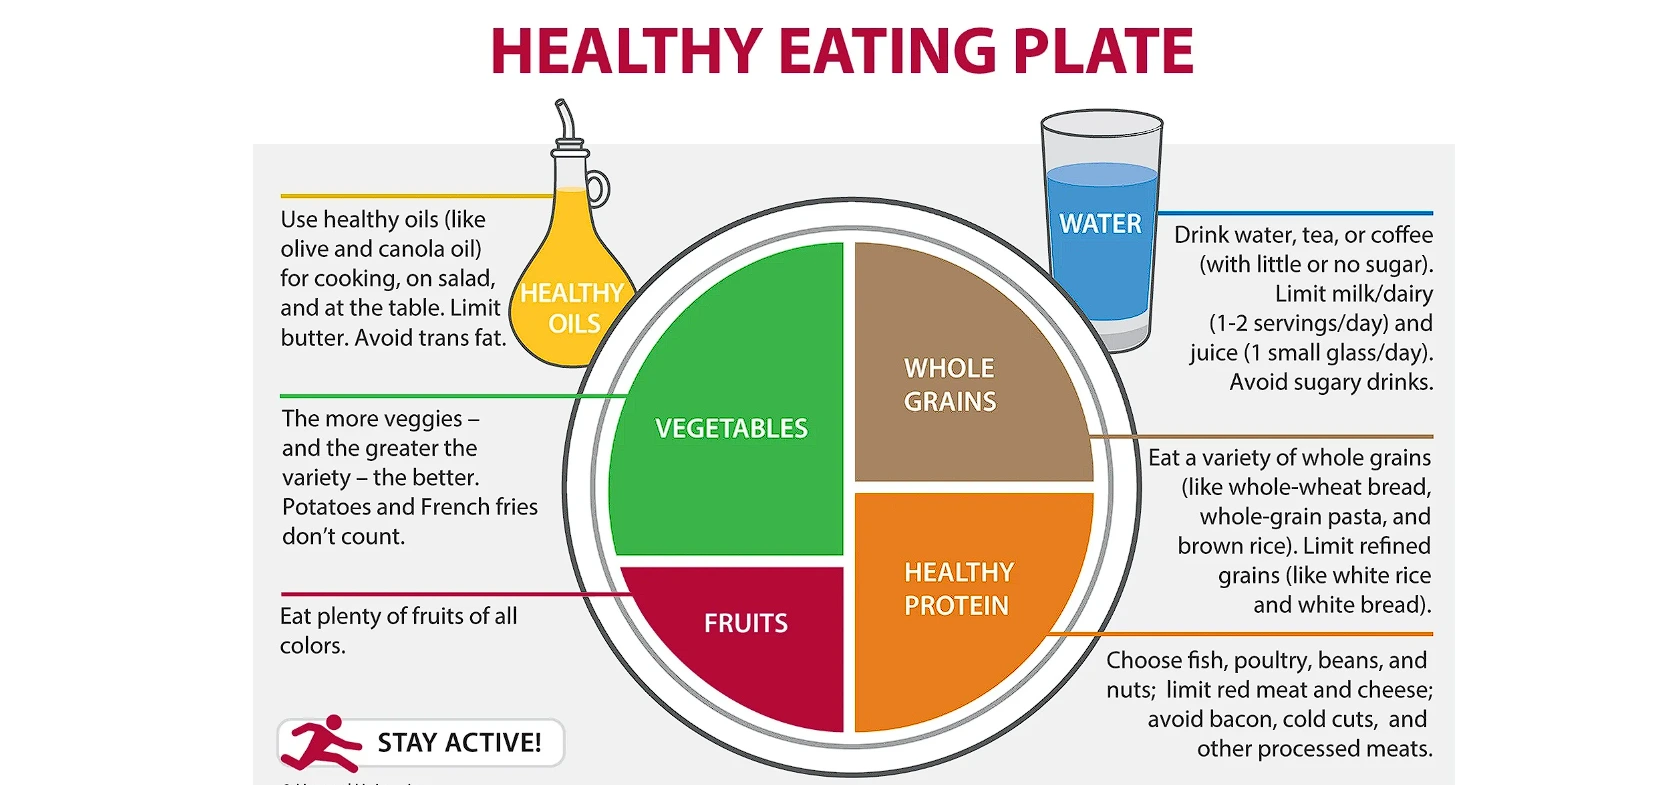 HEALTHY EATING PLATE
HEALTHY
OILS
Use healthy oils (like
olive and canola oil)
for cooking, on salad,
and at the table. Limit
butter. Avoid trans fat.
The more veggies –
and the greater the
variety – the better.
Potatoes and French fries
don’t count.
Eat plenty of fruits of all
colors.
STAY ACTIVE!
VEGETABLES
FRUITS
WHOLE
GRAINS
HEALTHY
PROTEIN
WATER
Drink water, tea, or coffee
(with little or no sugar).
Limit milk/dairy
(1-2 servings/day) and
juice (1 small glass/day).
Avoid sugary drinks.
Eat a variety of whole grains
(like whole-wheat bread,
whole-grain pasta, and
brown rice). Limit refined
grains (like white rice
and white bread).
Choose fish, poultry, beans, and
nuts; limit red meat and cheese;
avoid bacon, cold cuts, and
other processed meats.